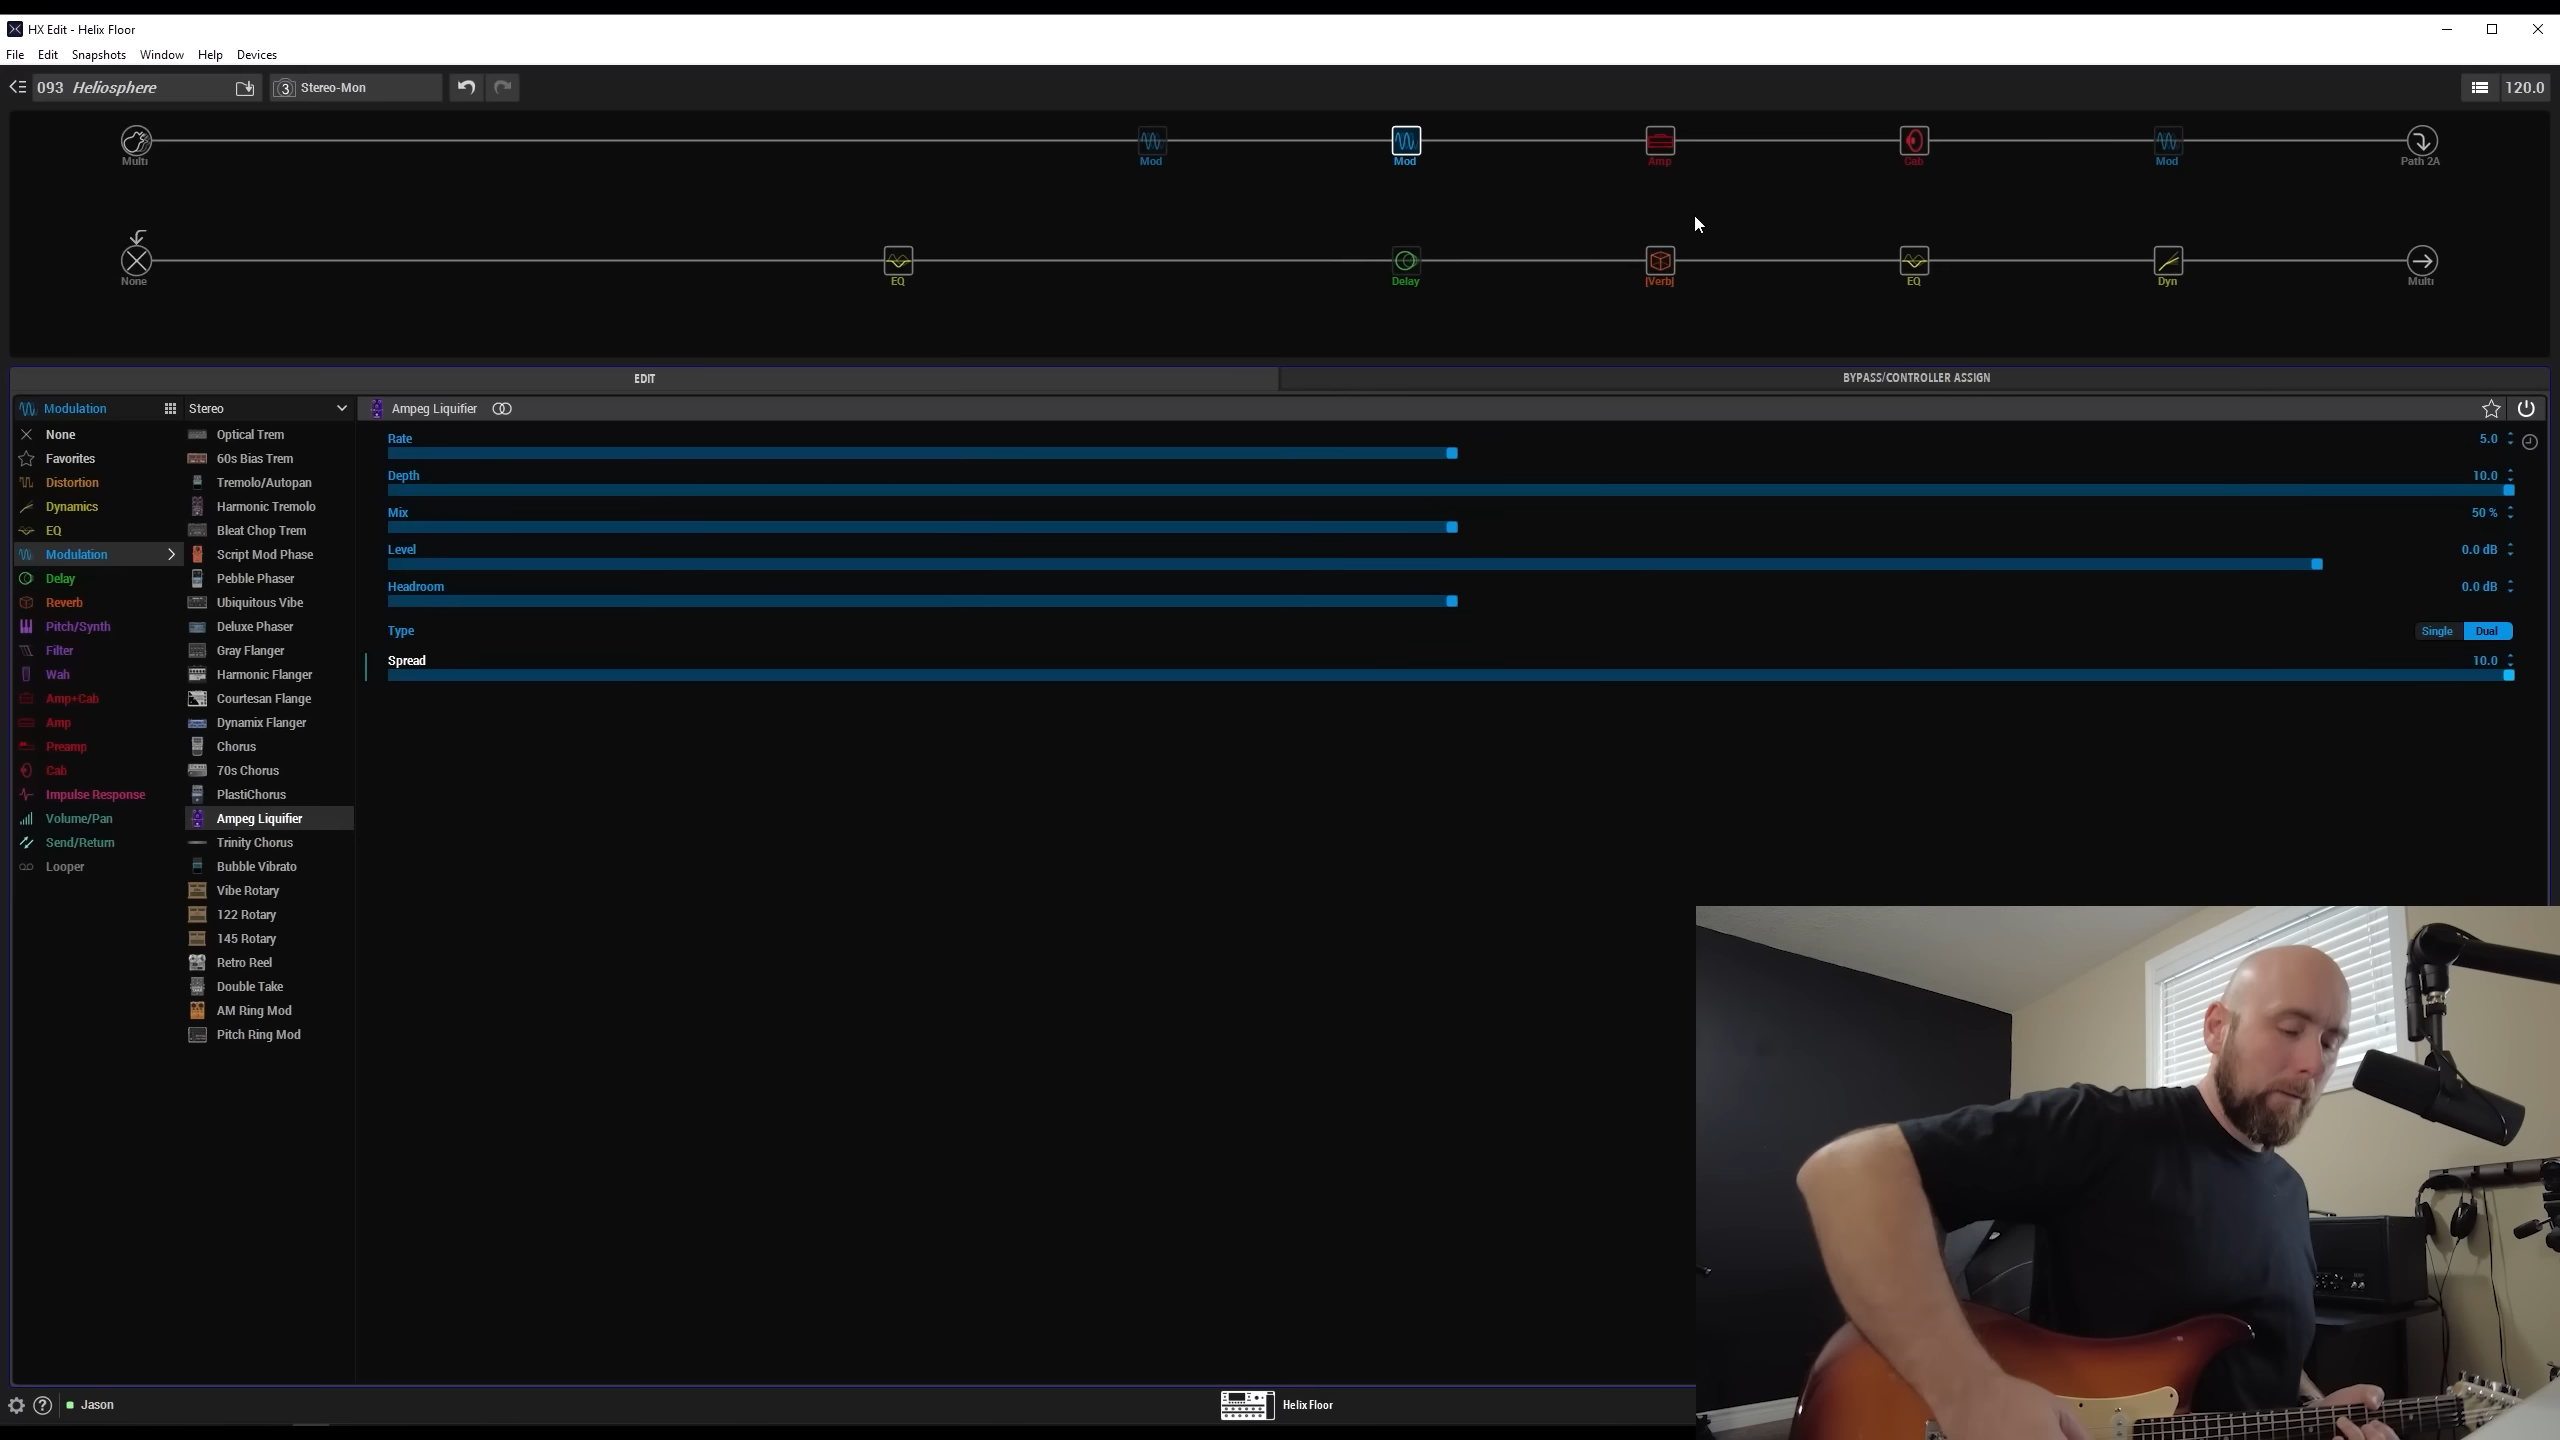 HX Edit - Helix Floor
File Edit Snapshots Window Help Devices
093 Heliosphere 3 Stereo-Mon 120.0
Multi Mod Mod Amp Cab Mod Path 2A
None EQ Delay [Verb] EQ Dyn Multi
EDIT BYPASS/CONTROLLER ASSIGN
Modulation Stereo Ampeg Liquifier
None
Favorites
Distortion
Dynamics
EQ
Modulation
Delay
Reverb
Pitch/Synth
Filter
Wah
Amp+Cab
Amp
Preamp
Cab
Impulse Response
Volume/Pan
Send/Return
Looper
Optical Trem
60s Bias Trem
Tremolo/Autopan
Harmonic Tremolo
Bleat Chop Trem
Script Mod Phase
Pebble Phaser
Ubiquitous Vibe
Deluxe Phaser
Gray Flanger
Harmonic Flanger
Courtesan Flange
Dynamix Flanger
Chorus
70s Chorus
PlastiChorus
Ampeg Liquifier
Trinity Chorus
Bubble Vibrato
Vibe Rotary
122 Rotary
145 Rotary
Retro Reel
Double Take
AM Ring Mod
Pitch Ring Mod
Rate 5.0
Depth 10.0
Mix 50 %
Level 0.0 dB
Headroom 0.0 dB
Type Single Dual
Spread 10.0
Jason Helix Floor